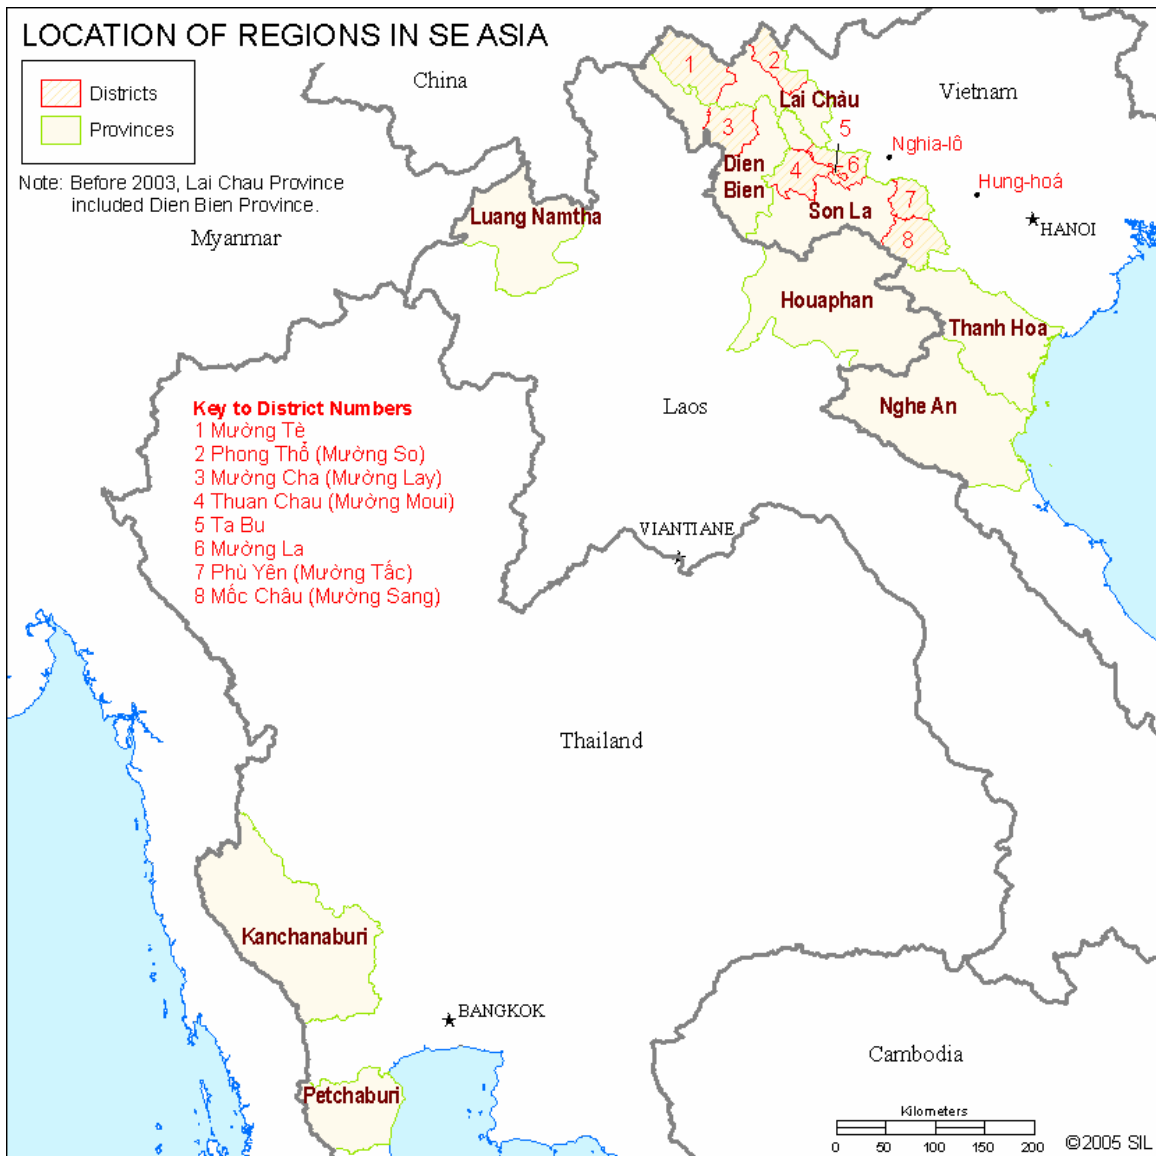 LOCATION OF REGIONS IN SE ASIA
Districts
Provinces
Note: Before 2003, Lai Chau Province
included Dien Bien Province.
China
Vietnam
Myanmar
Laos
Thailand
Cambodia
1
2
Lai Chàu
3
5
Nghia-lô
Dien
Bien
4
6
Hung-hoá
Son La
7
8
HANOI
Luang Namtha
Houaphan
Thanh Hoa
Nghe An
Key to District Numbers
1 Mường Tè
2 Phong Thổ (Mường So)
3 Mường Cha (Mường Lay)
4 Thuan Chau (Mường Moui)
5 Ta Bu
6 Mường La
7 Phù Yên (Mường Tấc)
8 Mốc Châu (Mường Sang)
VIANTIANE
Kanchanaburi
BANGKOK
Petchaburi
Kilometers
0 50 100 150 200
©2005 SIL